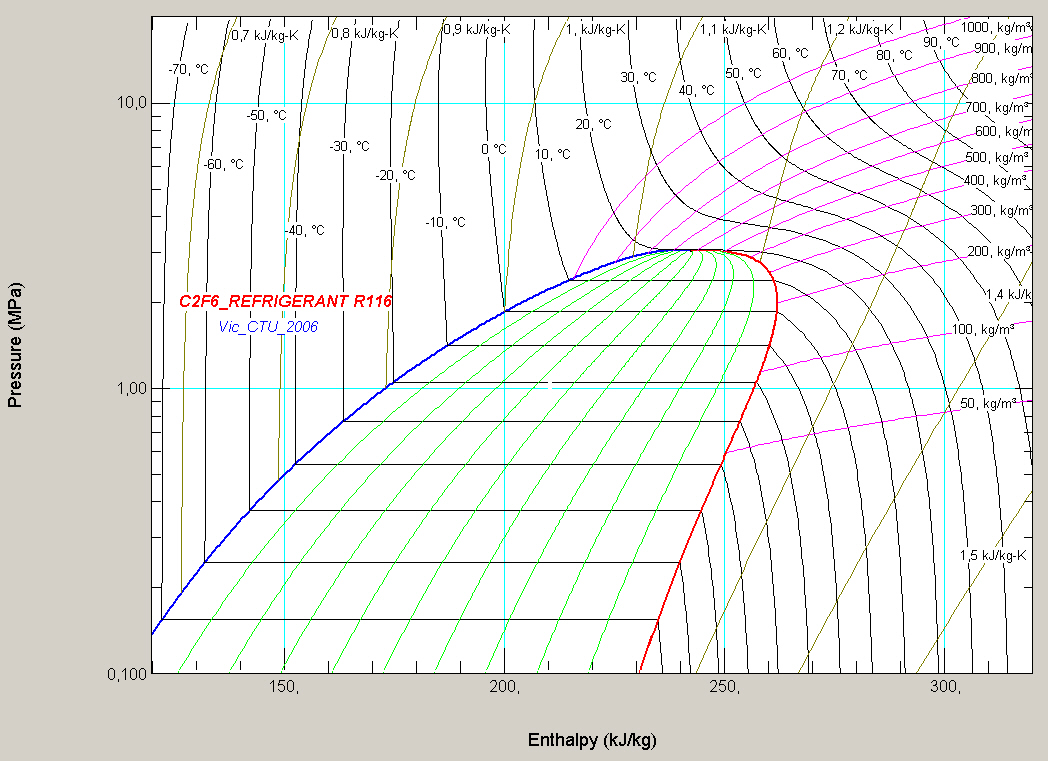 0,7 kJ/kg-K
0,8 kJ/kg-K
0,9 kJ/kg-K
1, kJ/kg-K
1,1 kJ/kg-K
1,2 kJ/kg-K
1000, kg/m³
90, °C
900, kg/m
60, °C
80, °C
-70, °C
30, °C
50, °C
70, °C
800, kg/m³
40, °C
10,0
700, kg/m³
-50, °C
20, °C
600, kg/m
-30, °C
0 °C
10, °C
500, kg/m³
-60, °C
-20, °C
400, kg/m³
-10, °C
300, kg/m³
-40, °C
200, kg/m³
C2F6_REFRIGERANT R116
1,4 kJ/k
Vic_CTU_2006
100, kg/m³
Pressure (MPa)
1,00
50, kg/m³
1,5 kJ/kg-K
0,100
150,
200,
250,
300,
Enthalpy (kJ/kg)